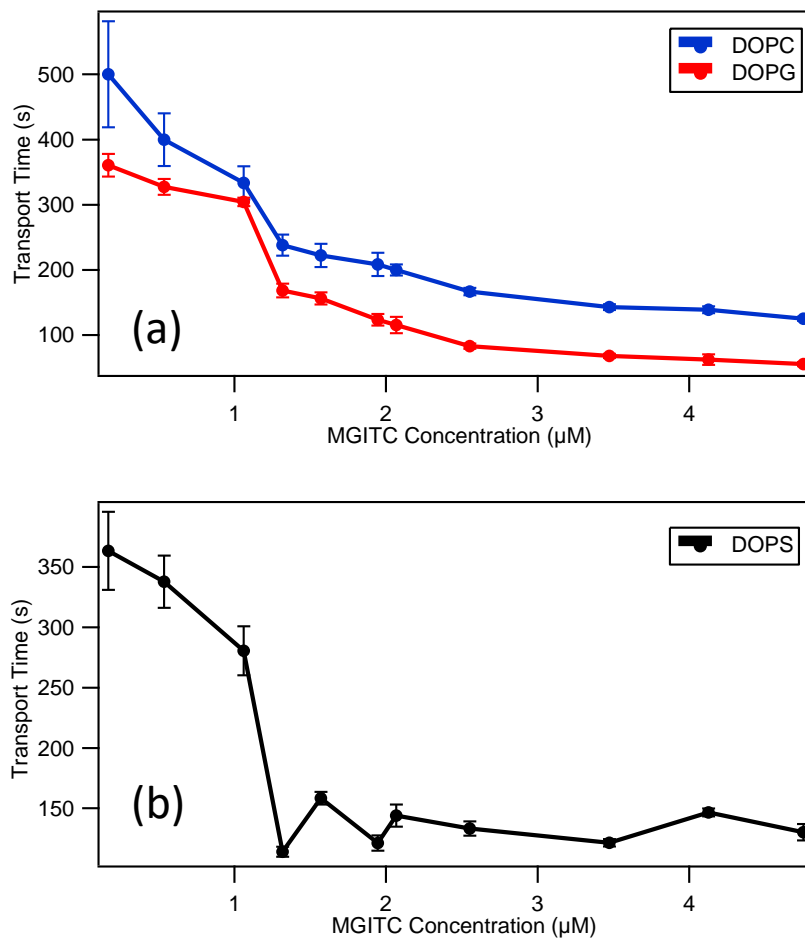 DOPC
DOPG
500
400
300
200
100
Transport Time (s)
(a)
1
2
3
4
MGITC Concentration (µM)
DOPS
350
300
250
200
150
Transport Time (s)
(b)
1
2
3
4
MGITC Concentration (µM)